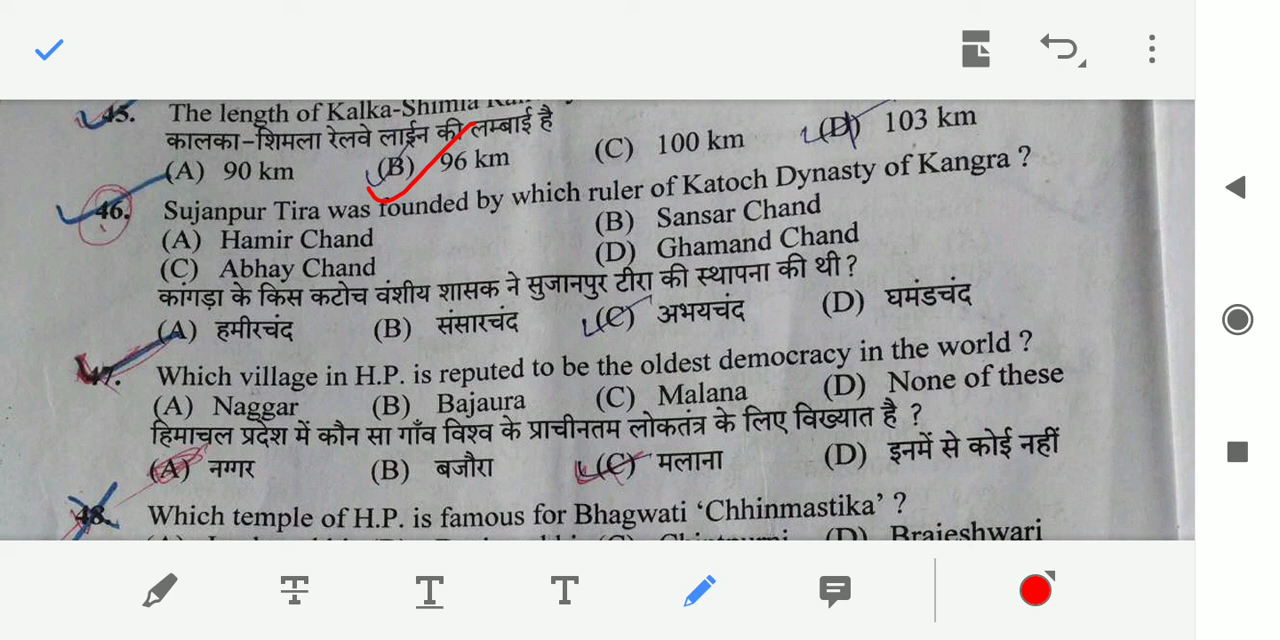 45. The length of Kalka-Shimla
कालका-शिमला रेलवे लाईन की लम्बाई है
(A) 90 km (B) 96 km (C) 100 km (D) 103 km
46. Sujanpur Tira was founded by which ruler of Katoch Dynasty of Kangra ?
(A) Hamir Chand (B) Sansar Chand
(C) Abhay Chand (D) Ghamand Chand
कांगड़ा के किस कटोच वंशीय शासक ने सुजानपुर टीरा की स्थापना की थी ?
(A) हमीरचंद (B) संसारचंद (C) अभयचंद (D) घमंडचंद
47. Which village in H.P. is reputed to be the oldest democracy in the world ?
(A) Naggar (B) Bajaura (C) Malana (D) None of these
हिमाचल प्रदेश में कौन सा गाँव विश्व के प्राचीनतम लोकतंत्र के लिए विख्यात है ?
(A) नग्गर (B) बजौरा (C) मलाना (D) इनमें से कोई नहीं
48. Which temple of H.P. is famous for Bhagwati ‘Chhinmastika’ ?
(D) Brajeshwari